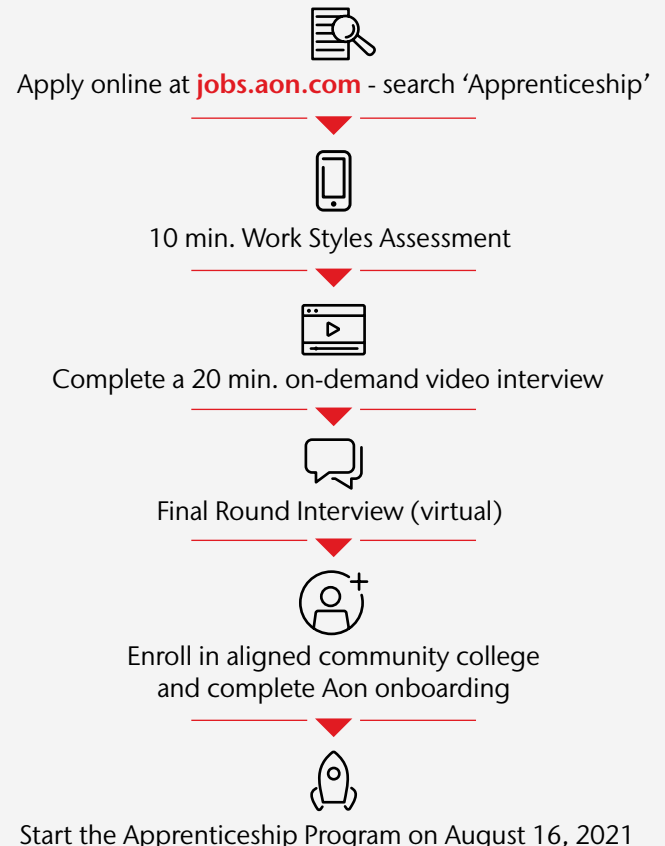 Apply online at jobs.aon.com - search ‘Apprenticeship’
10 min. Work Styles Assessment
Complete a 20 min. on-demand video interview
Final Round Interview (virtual)
Enroll in aligned community college
and complete Aon onboarding
Start the Apprenticeship Program on August 16, 2021